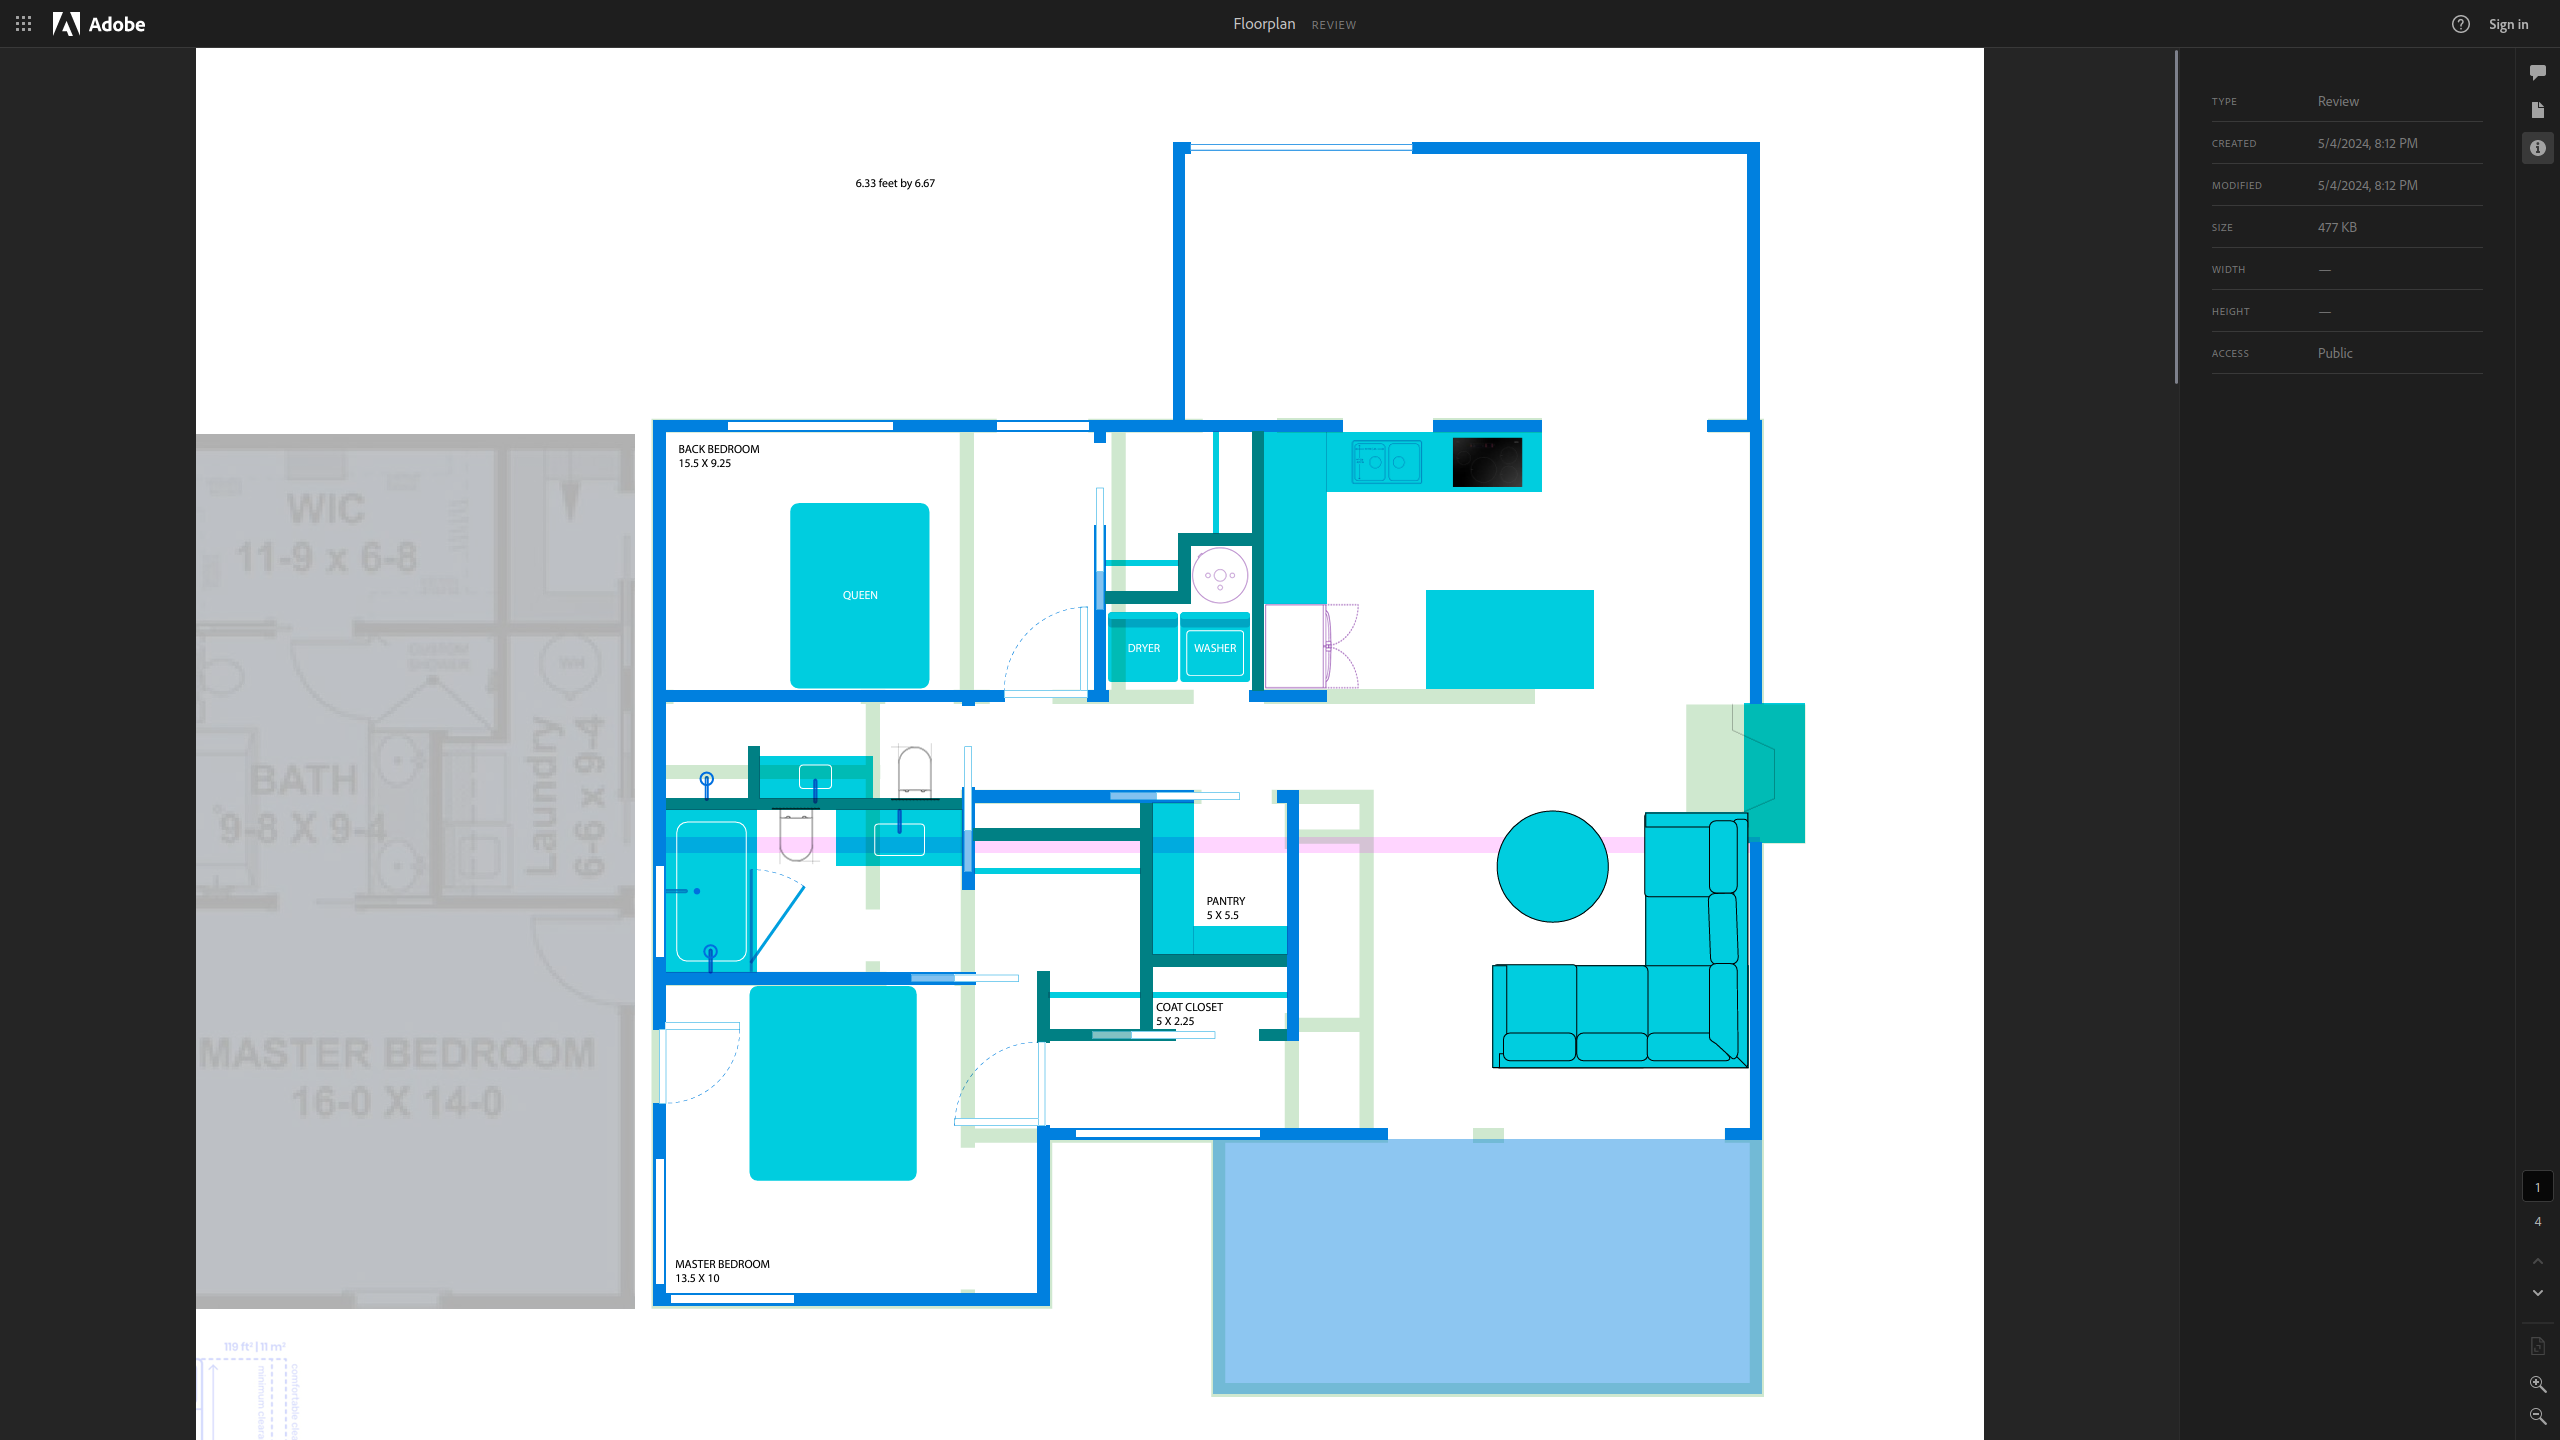 Adobe
Floorplan REVIEW
Sign in
TYPE Review
CREATED 5/4/2024, 8:12 PM
MODIFIED 5/4/2024, 8:12 PM
SIZE 477 KB
WIDTH —
HEIGHT —
ACCESS Public
6.33 feet by 6.67
BACK BEDROOM
15.5 X 9.25
QUEEN
DRYER
WASHER
PANTRY
5 X 5.5
COAT CLOSET
5 X 2.25
MASTER BEDROOM
13.5 X 10
WIC
11-9 x 6-8
CUSTOM
SHOWER
WH
BATH
9-8 X 9-4
Laundry
6-6 x 9-4
MASTER BEDROOM
16-0 X 14-0
119 ft² | 11 m²
1
4